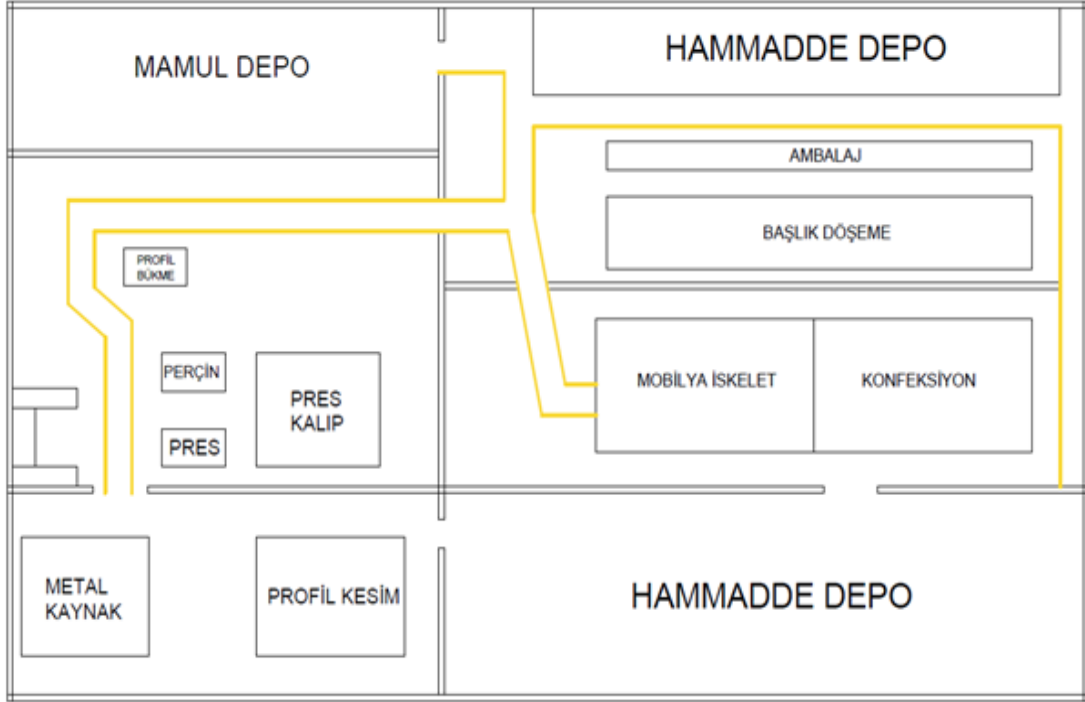 MAMUL DEPO
HAMMADDE DEPO
AMBALAJ
BAŞLIK DÖŞEME
PROFİL
BÜKME
PERÇİN
PRES
KALIP
PRES
MOBİLYA İSKELET
KONFEKSİYON
METAL
KAYNAK
PROFİL KESİM
HAMMADDE DEPO